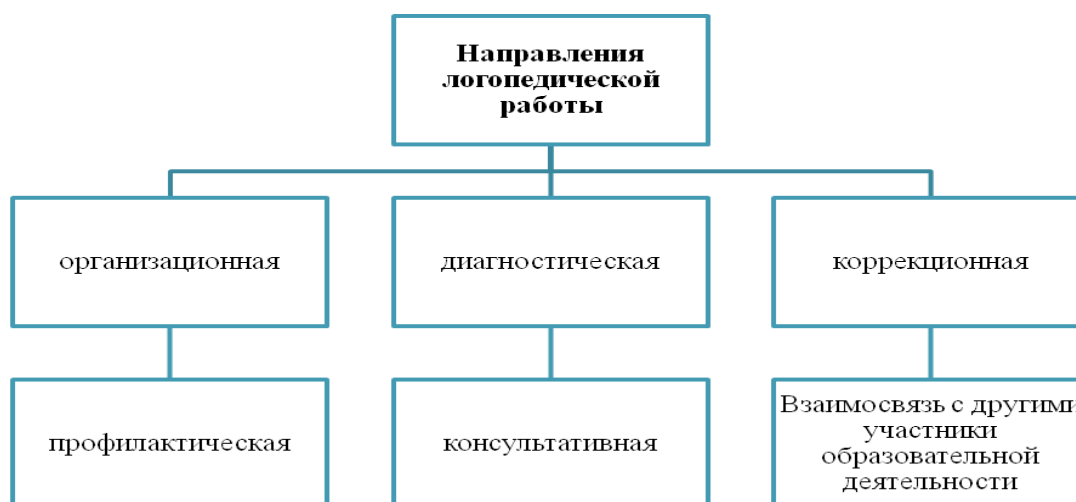 Направления
логопедической
работы
организационная
диагностическая
коррекционная
профилактическая
консультативная
Взаимосвязь с другими
участники
образовательной
деятельности